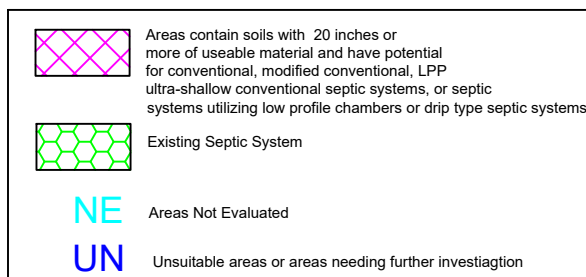 Areas contain soils with 20 inches or
more of useable material and have potential
for conventional, modified conventional, LPP
ultra-shallow conventional septic systems, or septic
systems utilizing low profile chambers or drip type septic systems
Existing Septic System
NE Areas Not Evaluated
UN Unsuitable areas or areas needing further investiagtion